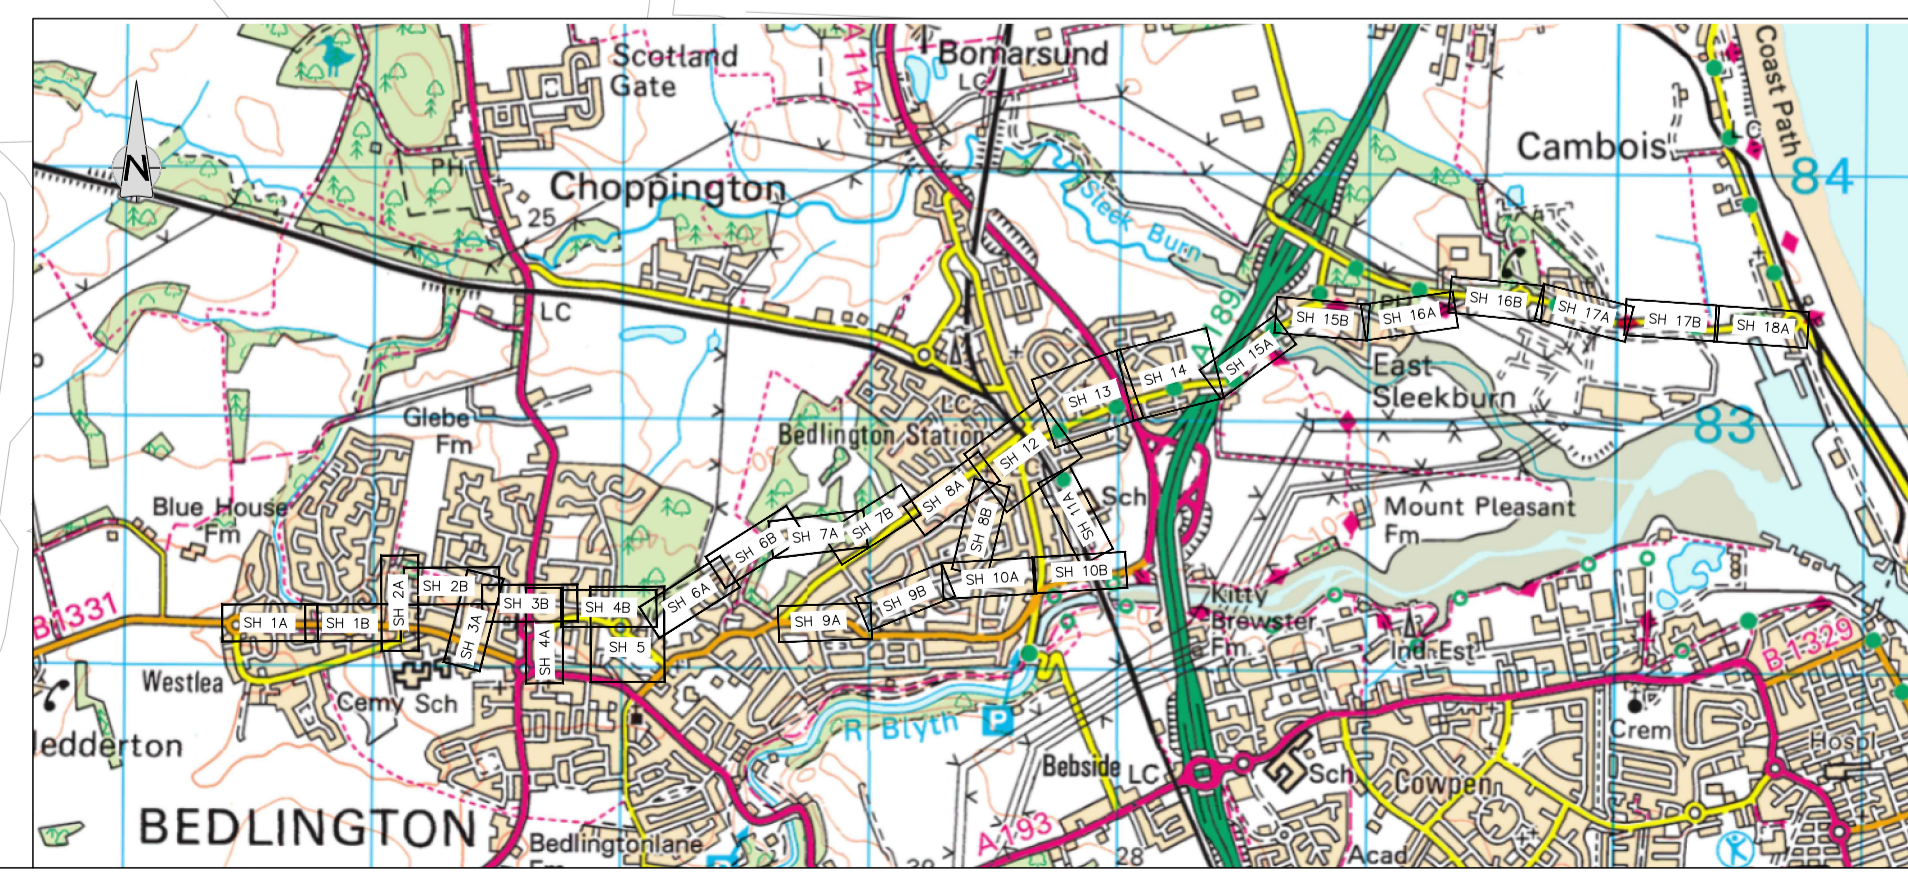 Scotland
Gate
A1147
Bomarsund
LC
Coast Path
LC
Cambois
84
N
PH
Choppington
25
Sleek Burn
LC
A189
PH
SH 15B
SH 16A
SH 16B
SH 17A
SH 17B
SH 18A
SH 15A
SH 14
SH 13
East
Sleekburn
Glebe
Fm
LC
Bedlington Station
83
SH 12
SH 8A
SH 11A
Sch
Blue House
Fm
Mount Pleasant
Fm
SH 7B
SH 7A
SH 6B
SH 8B
SH 6A
SH 10A
SH 10B
SH 9B
SH 9A
B1331
SH 1A
SH 1B
SH 2A
SH 2B
SH 3A
SH 3B
SH 4A
SH 4B
SH 5
Kitty
Brewster
Fm
Ind Est
B1329
Westlea
Cemy Sch
R Blyth
P
Crem
Hospl
Bebside
LC
Sch
Cowpen
BEDLINGTON
Bedlingtonlane
A193
28
Acad